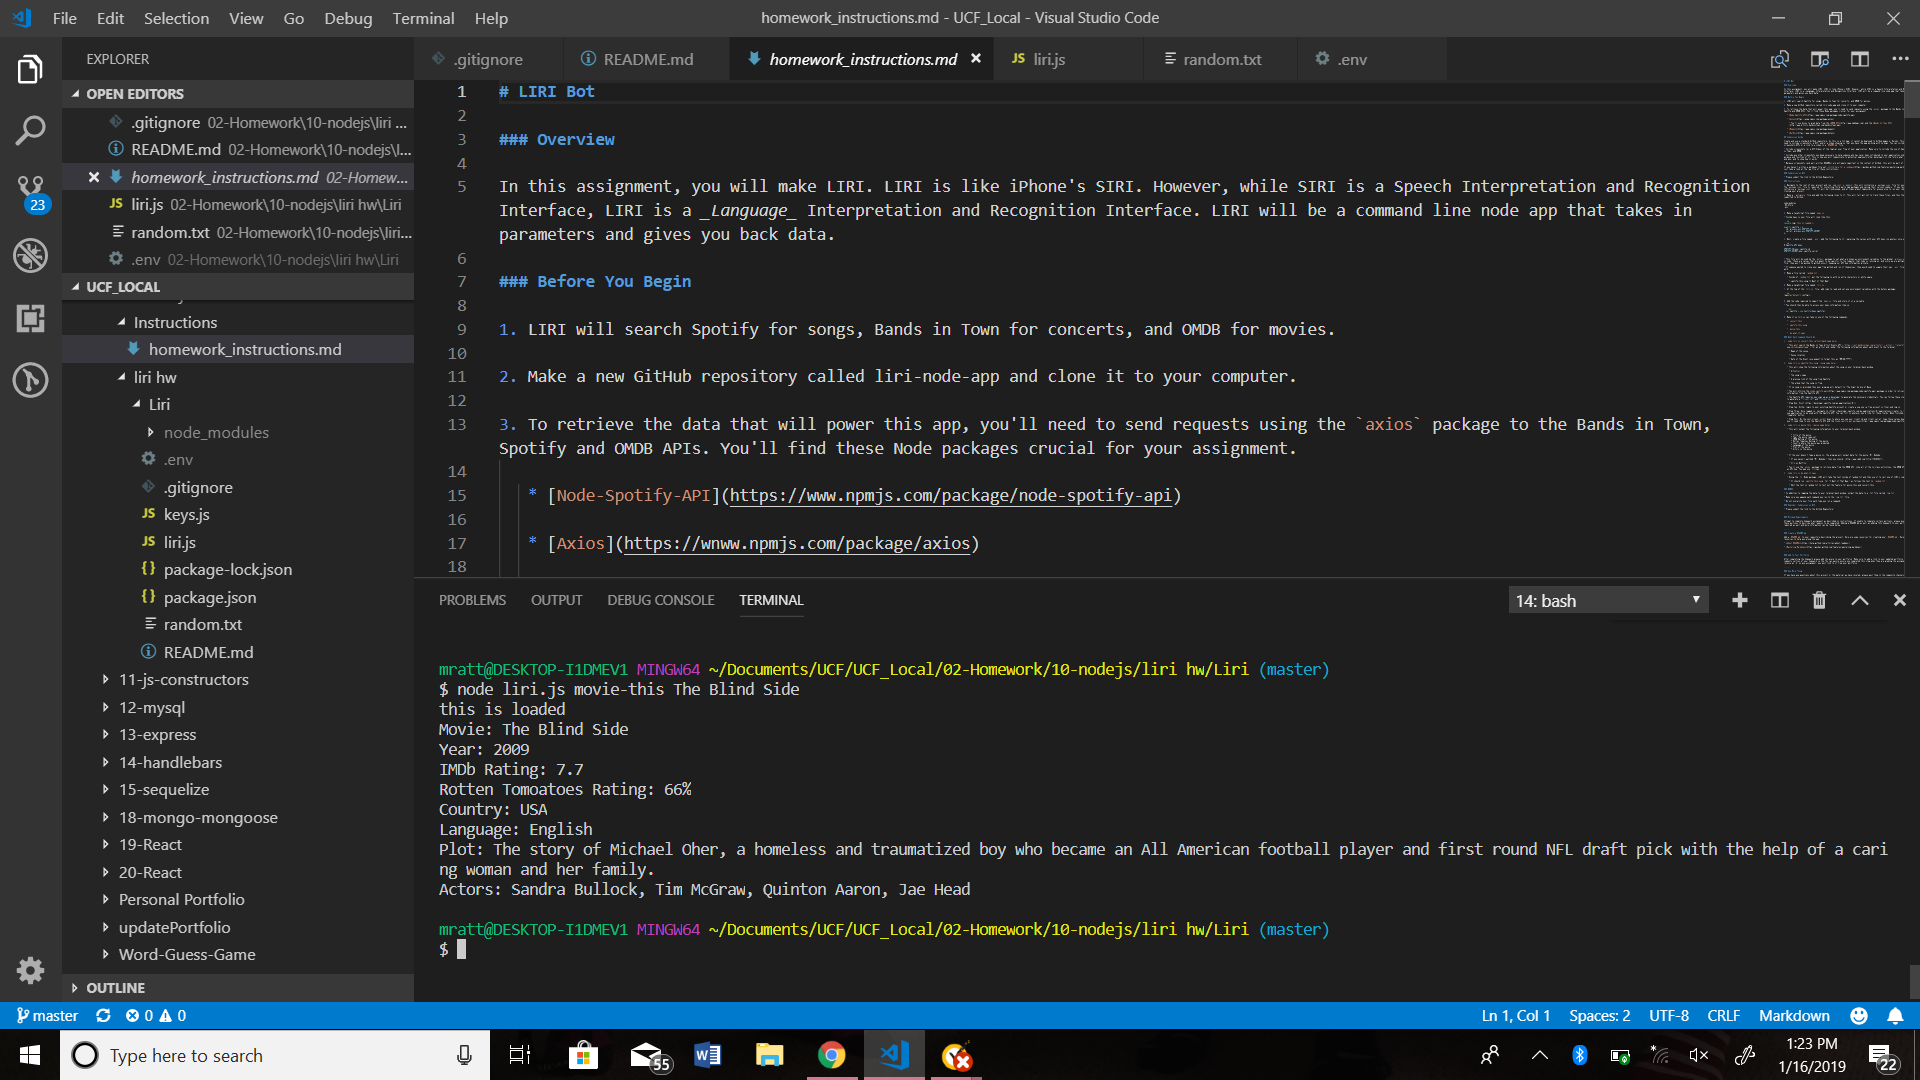 File Edit Selection View Go Debug Terminal Help
homework_instructions.md - UCF_Local - Visual Studio Code
EXPLORER
OPEN EDITORS
.gitignore 02-Homework\10-nodejs\liri ...
README.md 02-Homework\10-nodejs\l...
homework_instructions.md 02-Homew...
JS liri.js 02-Homework\10-nodejs\liri hw\Liri
random.txt 02-Homework\10-nodejs\liri...
.env 02-Homework\10-nodejs\liri hw\Liri
23
UCF_LOCAL
Instructions
homework_instructions.md
liri hw
Liri
node_modules
.env
.gitignore
JS keys.js
JS liri.js
{} package-lock.json
{} package.json
random.txt
README.md
11-js-constructors
12-mysql
13-express
14-handlebars
15-sequelize
18-mongo-mongoose
19-React
20-React
Personal Portfolio
updatePortfolio
Word-Guess-Game
OUTLINE
.gitignore README.md homework_instructions.md JS liri.js random.txt .env
1 # LIRI Bot
2
3 ### Overview
4
5 In this assignment, you will make LIRI. LIRI is like iPhone's SIRI. However, while SIRI is a Speech Interpretation and Recognition
Interface, LIRI is a _Language_ Interpretation and Recognition Interface. LIRI will be a command line node app that takes in
parameters and gives you back data.
6
7 ### Before You Begin
8
9 1. LIRI will search Spotify for songs, Bands in Town for concerts, and OMDB for movies.
10
11 2. Make a new GitHub repository called liri-node-app and clone it to your computer.
12
13 3. To retrieve the data that will power this app, you'll need to send requests using the `axios` package to the Bands in Town,
Spotify and OMDB APIs. You'll find these Node packages crucial for your assignment.
14
15 * [Node-Spotify-API](https://www.npmjs.com/package/node-spotify-api)
16
17 * [Axios](https://wnww.npmjs.com/package/axios)
18
PROBLEMS OUTPUT DEBUG CONSOLE TERMINAL
14: bash
mratt@DESKTOP-I1DMEV1 MINGW64 ~/Documents/UCF/UCF_Local/02-Homework/10-nodejs/liri hw/Liri (master)
$ node liri.js movie-this The Blind Side
this is loaded
Movie: The Blind Side
Year: 2009
IMDb Rating: 7.7
Rotten Tomoatoes Rating: 66%
Country: USA
Language: English
Plot: The story of Michael Oher, a homeless and traumatized boy who became an All American football player and first round NFL draft pick with the help of a cari
ng woman and her family.
Actors: Sandra Bullock, Tim McGraw, Quinton Aaron, Jae Head
mratt@DESKTOP-I1DMEV1 MINGW64 ~/Documents/UCF/UCF_Local/02-Homework/10-nodejs/liri hw/Liri (master)
$
master 0 0
Ln 1, Col 1 Spaces: 2 UTF-8 CRLF Markdown
Type here to search
55
1:23 PM
1/16/2019
22